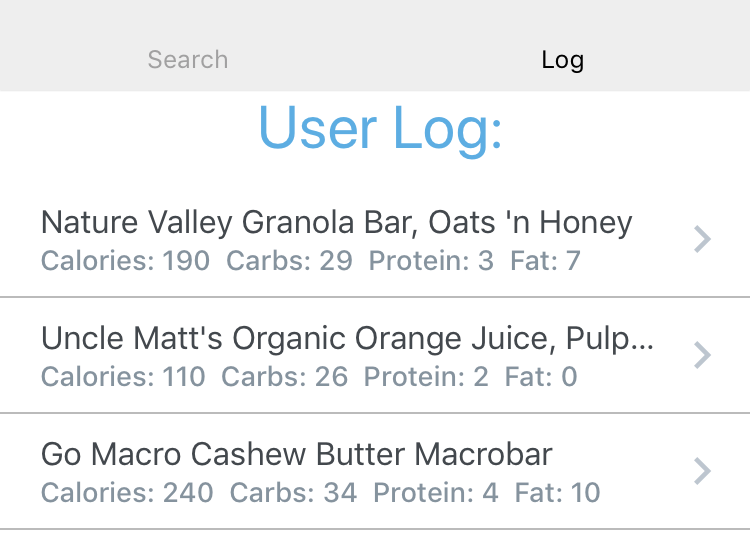 Search Log
User Log:
Nature Valley Granola Bar, Oats 'n Honey
Calories: 190 Carbs: 29 Protein: 3 Fat: 7
Uncle Matt's Organic Orange Juice, Pulp...
Calories: 110 Carbs: 26 Protein: 2 Fat: 0
Go Macro Cashew Butter Macrobar
Calories: 240 Carbs: 34 Protein: 4 Fat: 10